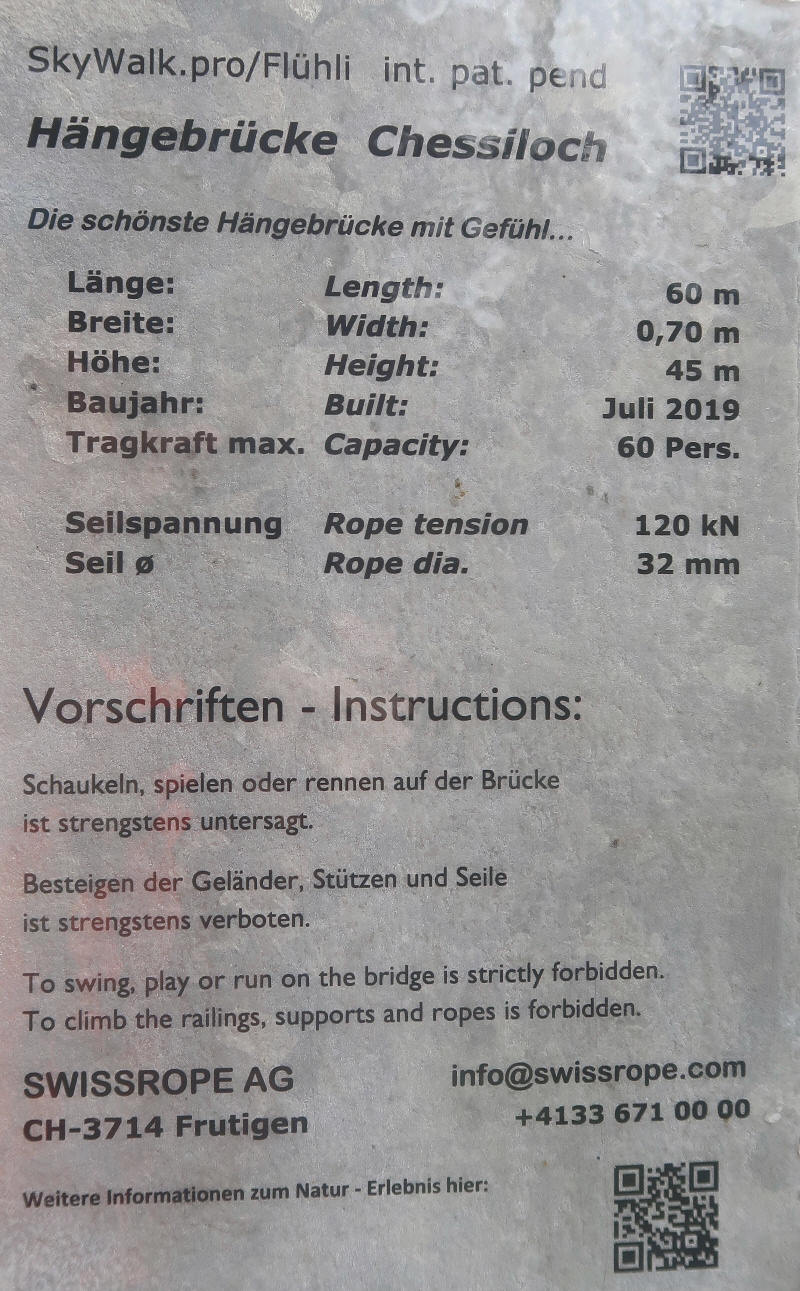 SkyWalk.pro/Flühli int. pat. pend
Hängebrücke Chessiloch
Die schönste Hängebrücke mit Gefühl...
Länge: Length: 60 m
Breite: Width: 0,70 m
Höhe: Height: 45 m
Baujahr: Built: Juli 2019
Tragkraft max. Capacity: 60 Pers.
Seilspannung Rope tension 120 kN
Seil ø Rope dia. 32 mm
Vorschriften - Instructions:
Schaukeln, spielen oder rennen auf der Brücke
ist strengstens untersagt.
Besteigen der Geländer, Stützen und Seile
ist strengstens verboten.
To swing, play or run on the bridge is strictly forbidden.
To climb the railings, supports and ropes is forbidden.
SWISSROPE AG info@swissrope.com
CH-3714 Frutigen +4133 671 00 00
Weitere Informationen zum Natur - Erlebnis hier: